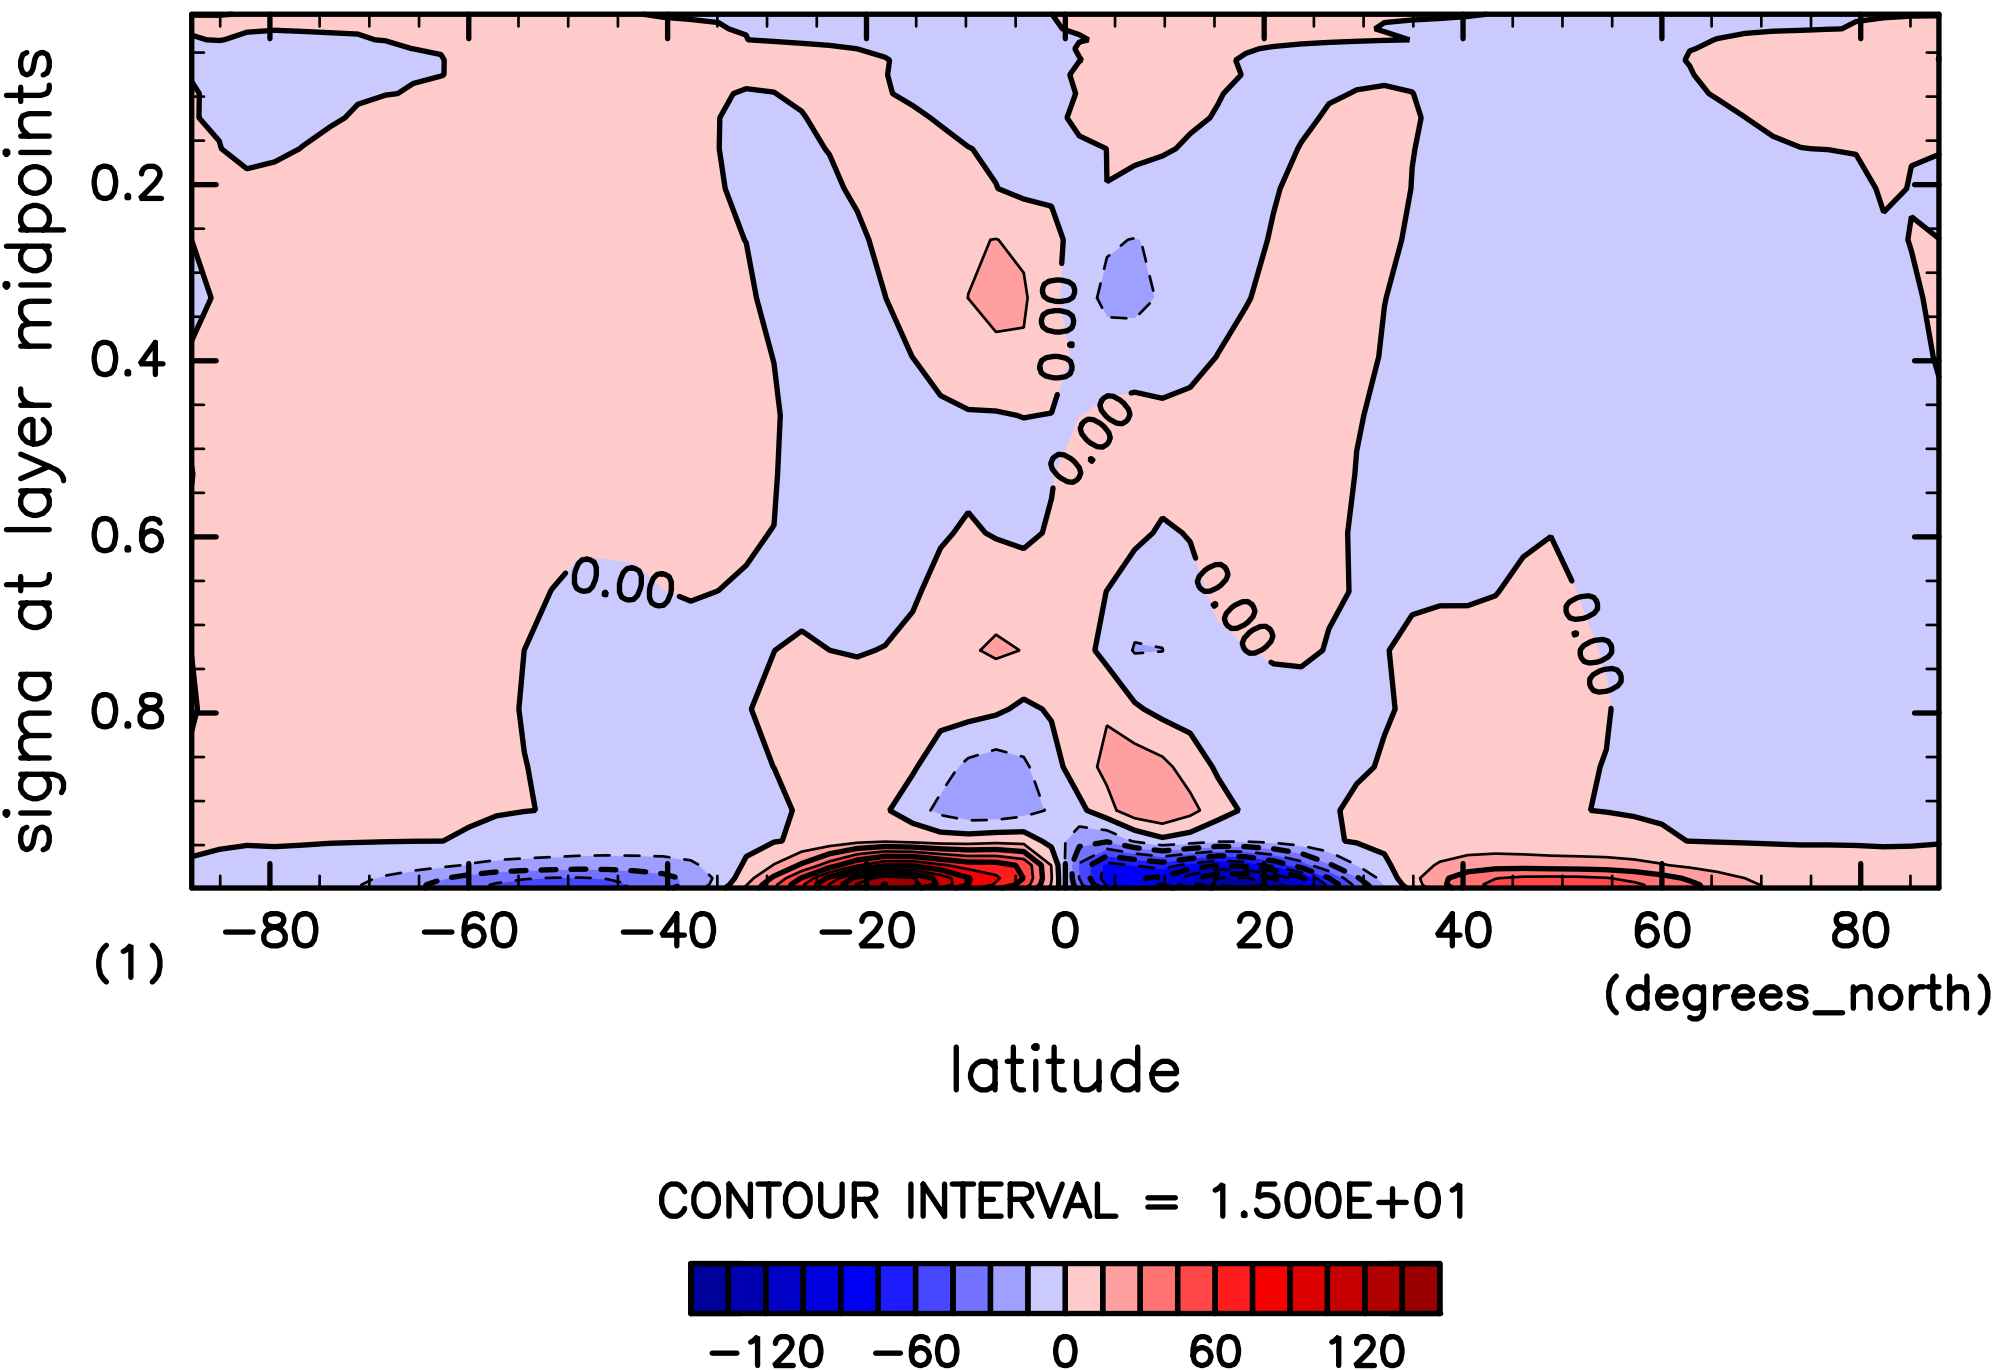 sigma at layer midpoints
0.2
0.4
0.6
0.8
0.00
0.00
0.00
0.00
0.00
−80 −60 −40 −20 0 20 40 60 80
(1)
(degrees_north)
latitude
CONTOUR INTERVAL = 1.500E+01
−120 −60 0 60 120